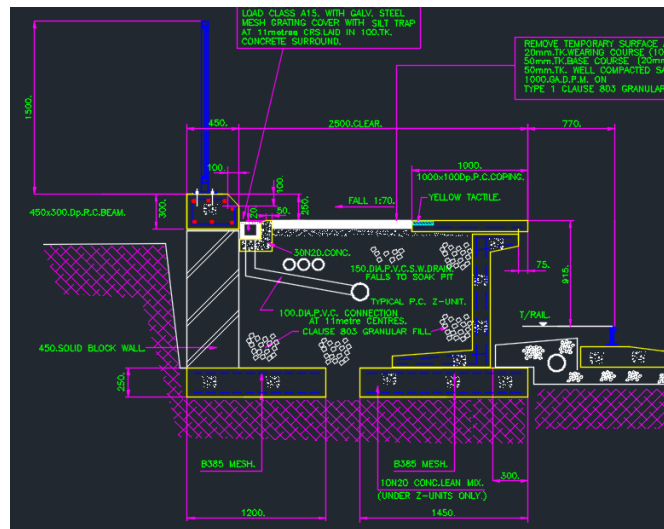 LOAD CLASS A15. WITH GALV. STEEL
MESH GRATING COVER WITH SILT TRAP
AT 11metres CRS.LAID IN 100.TK.
CONCRETE SURROUND.
REMOVE TEMPORARY SURFACE
20mm.TK.WEARING COURSE (10
50mm.TK.BASE COURSE (20mm
50mm.TK. WELL COMPACTED SA
1000.GA.D.P.M. ON
TYPE 1 CLAUSE 803 GRANULAR
1500.
450.
2500.CLEAR.
770.
100.
1000.
1000x100Dp.P.C.COPING.
100.
250.
FALL 1:70.
YELLOW TACTILE.
450x300.Dp.R.C.BEAM.
300.
20.
50.
30N20.CONC.
150.DIA.P.V.C.S.W.DRAIN.
FALLS TO SOAK PIT
75.
915.
TYPICAL P.C. Z-UNIT.
100.DIA.P.V.C. CONNECTION
AT 11metre CENTRES.
CLAUSE 803 GRANULAR FILL.
T/RAIL.
450.SOLID BLOCK WALL.
250.
B385 MESH.
B385 MESH.
10N20 CONC.LEAN MIX.
(UNDER Z-UNITS ONLY.)
300.
1200.
1450.